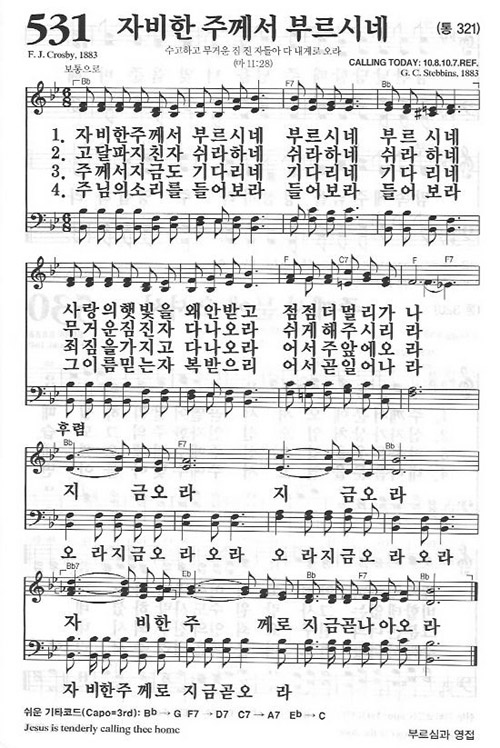 531 자비한 주께서 부르시네 (통 321)
F. J. Crosby, 1883
수고하고 무거운 짐 진 자들아 다 내게로 오라
(마 11:28)
CALLING TODAY: 10.8.10.7.REF.
G. C. Stebbins, 1883
보통으로
Bb F7 Bb
1. 자비한주께서 부르시네 부르시네 부르 시네
2. 고달파지친자 쉬라하네 쉬라하네 쉬라 하네
3. 주께서지금도 기다리네 기다리네 기다 리네
4. 주님의소리를 들어보라 들어보라 들어 보라
F C7 F F7
사랑의햇빛을 왜안받고 점점더멀리가 나
무거운짐진자 다나오라 쉬게해주시리 라
죄짐을가지고 다나오라 어서주앞에오 라
그이름믿는자 복받으리 어서곧일어나 라
후렴
Bb F7 Bb
지 금오라 지 금오라
오 라지금오라오라 오라지금오라오라
Bb7 Eb Bb F7 Bb
자 비한주 께로 지금곧나아오라
자 비한주께로 지금곧오 라
쉬운 기타코드(Capo=3rd): Bb → G F7 → D7 C7 → A7 Eb → C
Jesus is tenderly calling thee home
부르심과 영접